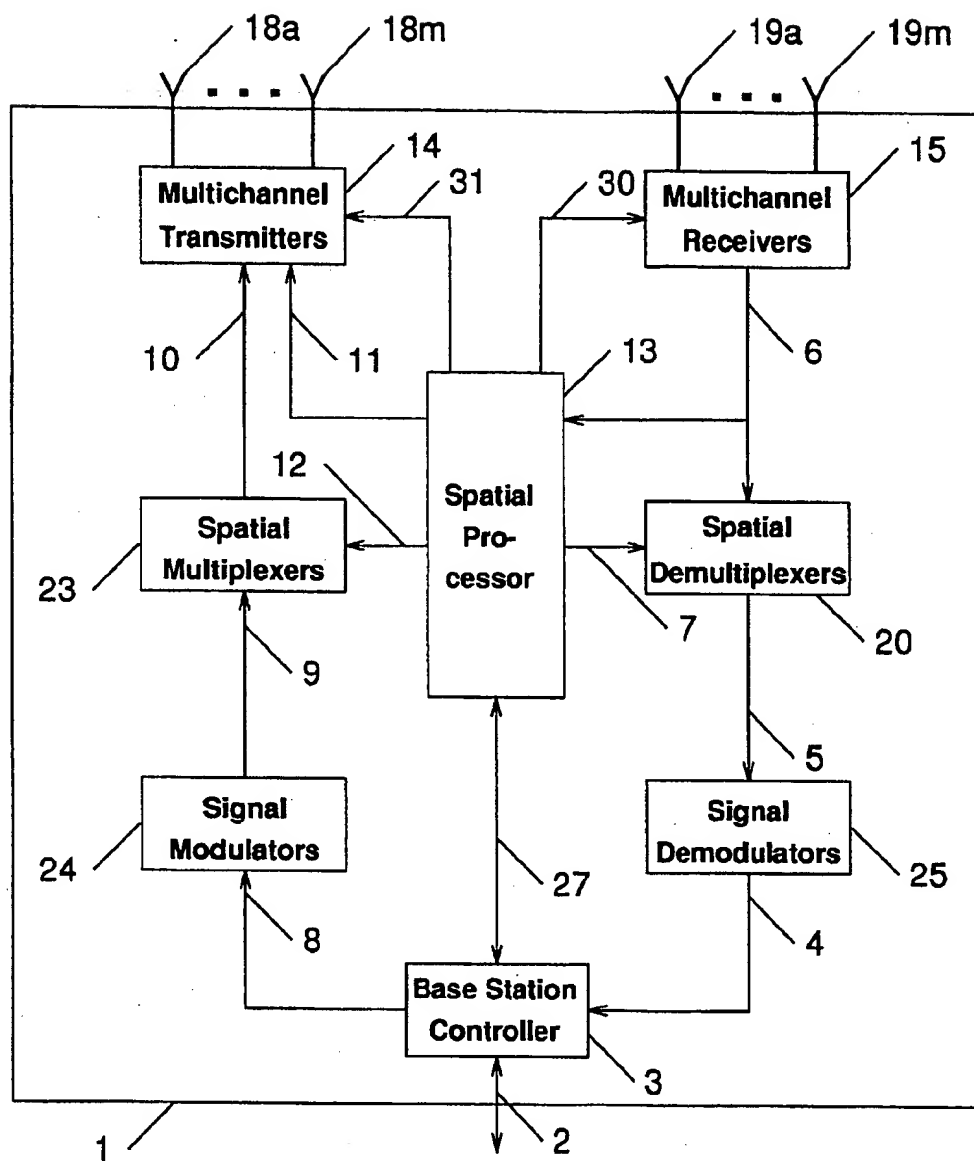 18a
18m
19a
19m
14
31
30
15
Multichannel
Transmitters
Multichannel
Receivers
10
11
13
6
12
Spatial
Multiplexers
Spatial
Pro-
cessor
Spatial
Demultiplexers
23
7
20
9
5
Signal
Modulators
Signal
Demodulators
24
8
27
4
25
Base Station
Controller
3
1
2